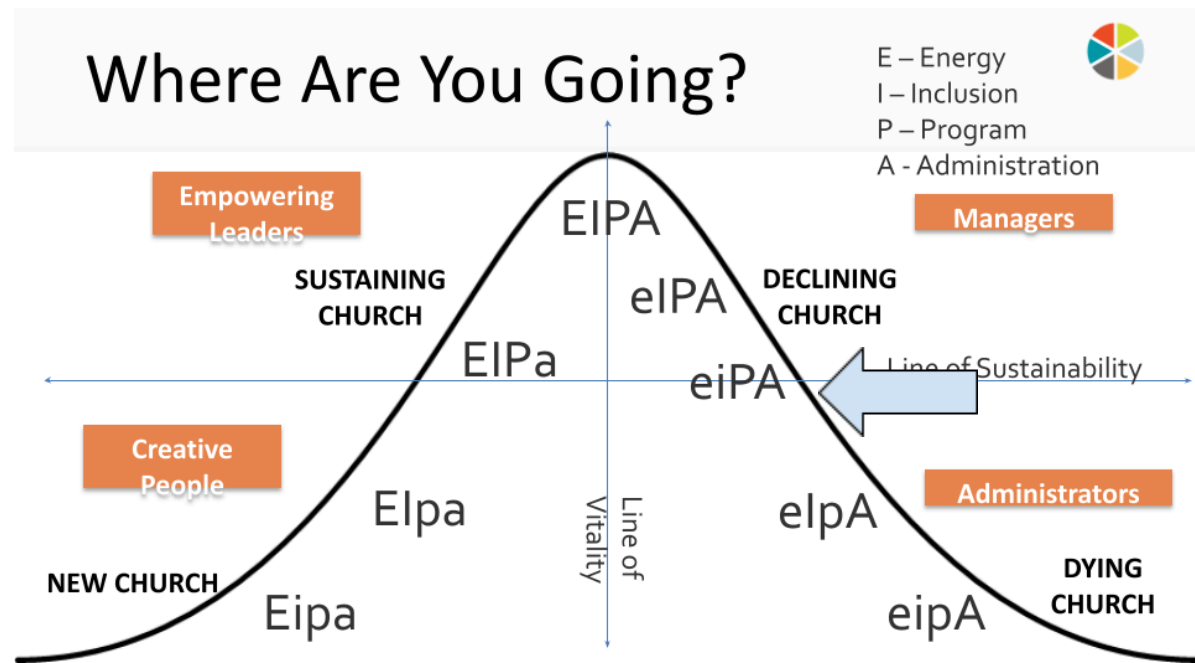 Where Are You Going?
E – Energy
I – Inclusion
P – Program
A - Administration
Empowering
Leaders
EIPA
Managers
SUSTAINING
CHURCH
eIPA
DECLINING
CHURCH
EIPa
eiPA
Line of Sustainability
Creative
People
EIpa
Line of
Vitality
eIpA
Administrators
NEW CHURCH
Eipa
eipA
DYING
CHURCH